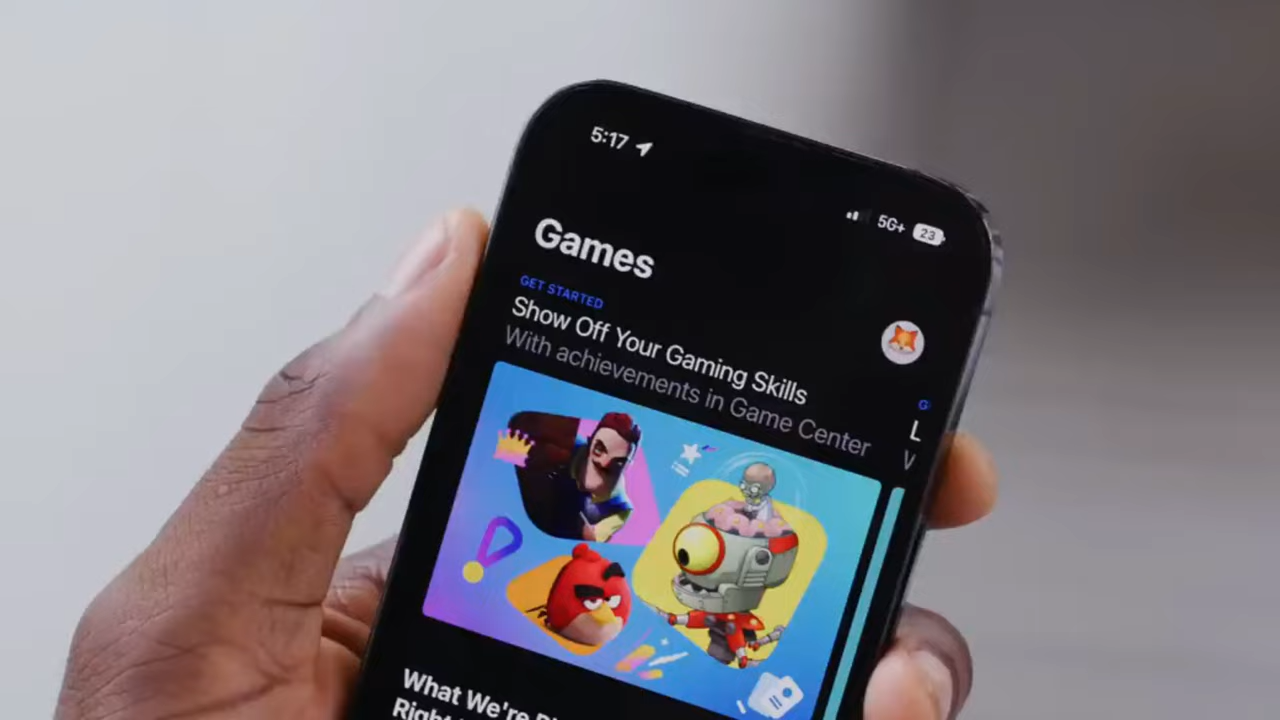 5:17
5G+ 23
Games
GET STARTED
Show Off Your Gaming Skills
With achievements in Game Center
G
L
V
What We're
Right